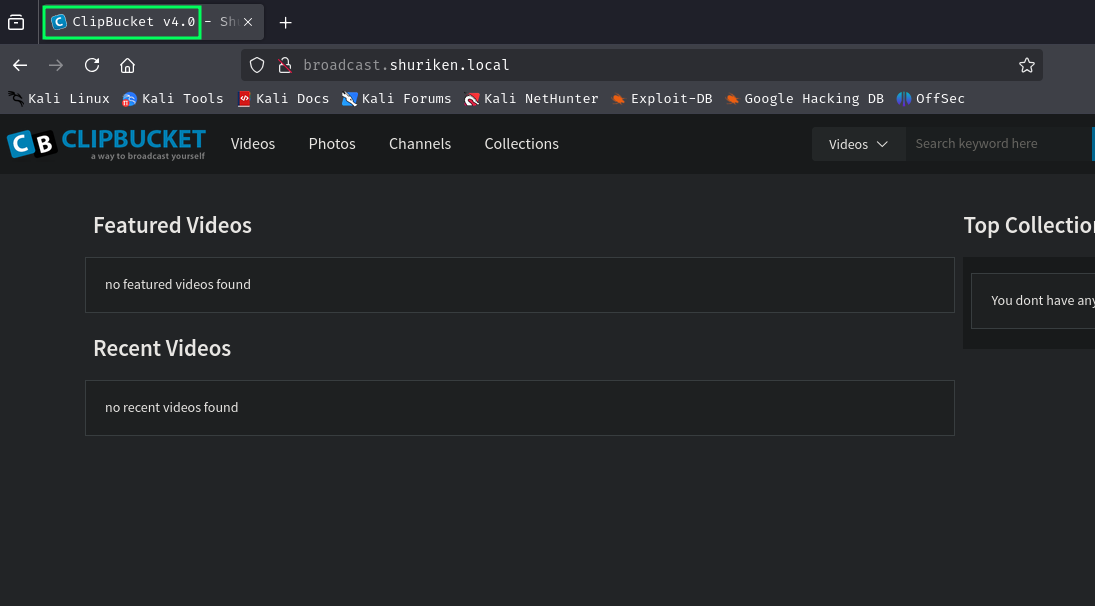 ClipBucket v4.0 - Sh
broadcast.shuriken.local
Kali Linux Kali Tools Kali Docs Kali Forums Kali NetHunter Exploit-DB Google Hacking DB OffSec
CB CLIPBUCKET
a way to broadcast yourself
Videos Photos Channels Collections Videos Search keyword here
Featured Videos Top Collection
no featured videos found
You dont have any
Recent Videos
no recent videos found